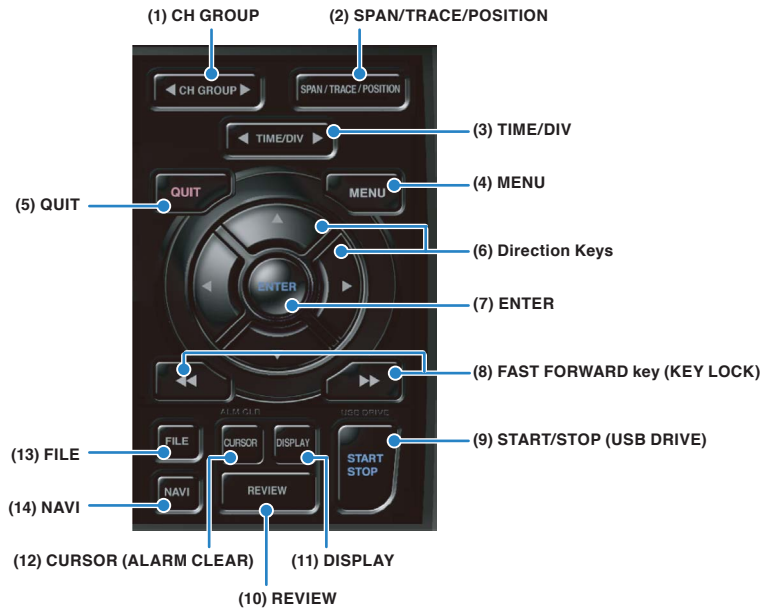 (1) CH GROUP
(2) SPAN/TRACE/POSITION
◀ CH GROUP ▶
SPAN / TRACE / POSITION
◀ TIME/DIV ▶
(3) TIME/DIV
QUIT
MENU
(4) MENU
(5) QUIT
(6) Direction Keys
ENTER
(7) ENTER
(8) FAST FORWARD key (KEY LOCK)
ALM CLR
USB DRIVE
FILE
CURSOR
DISPLAY
START
STOP
(9) START/STOP (USB DRIVE)
(13) FILE
NAVI
REVIEW
(14) NAVI
(12) CURSOR (ALARM CLEAR)
(11) DISPLAY
(10) REVIEW